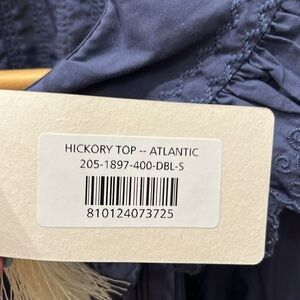 HICKORY TOP -- ATLANTIC
205-1897-400-DBL-S
810124073725